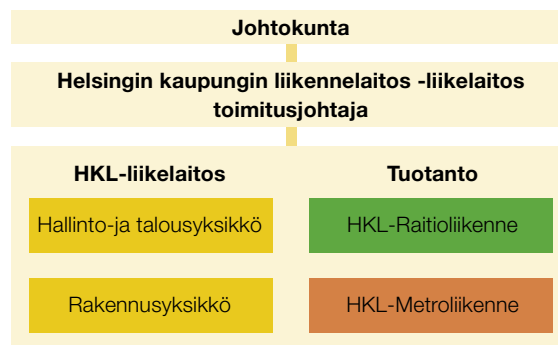 Johtokunta
Helsingin kaupungin liikennelaitos -liikelaitos
toimitusjohtaja
HKL-liikelaitos
Tuotanto
Hallinto-ja talousyksikkö
HKL-Raitioliikenne
Rakennusyksikkö
HKL-Metroliikenne